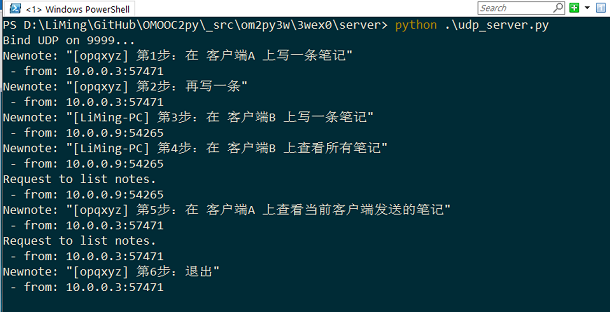 <1> Windows PowerShell
Search
PS D:\LiMing\GitHub\OMOOC2py\_src\om2py3w\3wex0\server> python .\udp_server.py
Bind UDP on 9999...
Newnote: "[opqxyz] 第1步: 在 客户端A 上写一条笔记"
 - from: 10.0.0.3:57471
Newnote: "[opqxyz] 第2步: 再写一条"
 - from: 10.0.0.3:57471
Newnote: "[LiMing-PC] 第3步: 在 客户端B 上写一条笔记"
 - from: 10.0.0.9:54265
Newnote: "[LiMing-PC] 第4步: 在 客户端B 上查看所有笔记"
 - from: 10.0.0.9:54265
Request to list notes.
 - from: 10.0.0.9:54265
Newnote: "[opqxyz] 第5步: 在 客户端A 上查看当前客户端发送的笔记"
 - from: 10.0.0.3:57471
Request to list notes.
 - from: 10.0.0.3:57471
Newnote: "[opqxyz] 第6步: 退出"
 - from: 10.0.0.3:57471